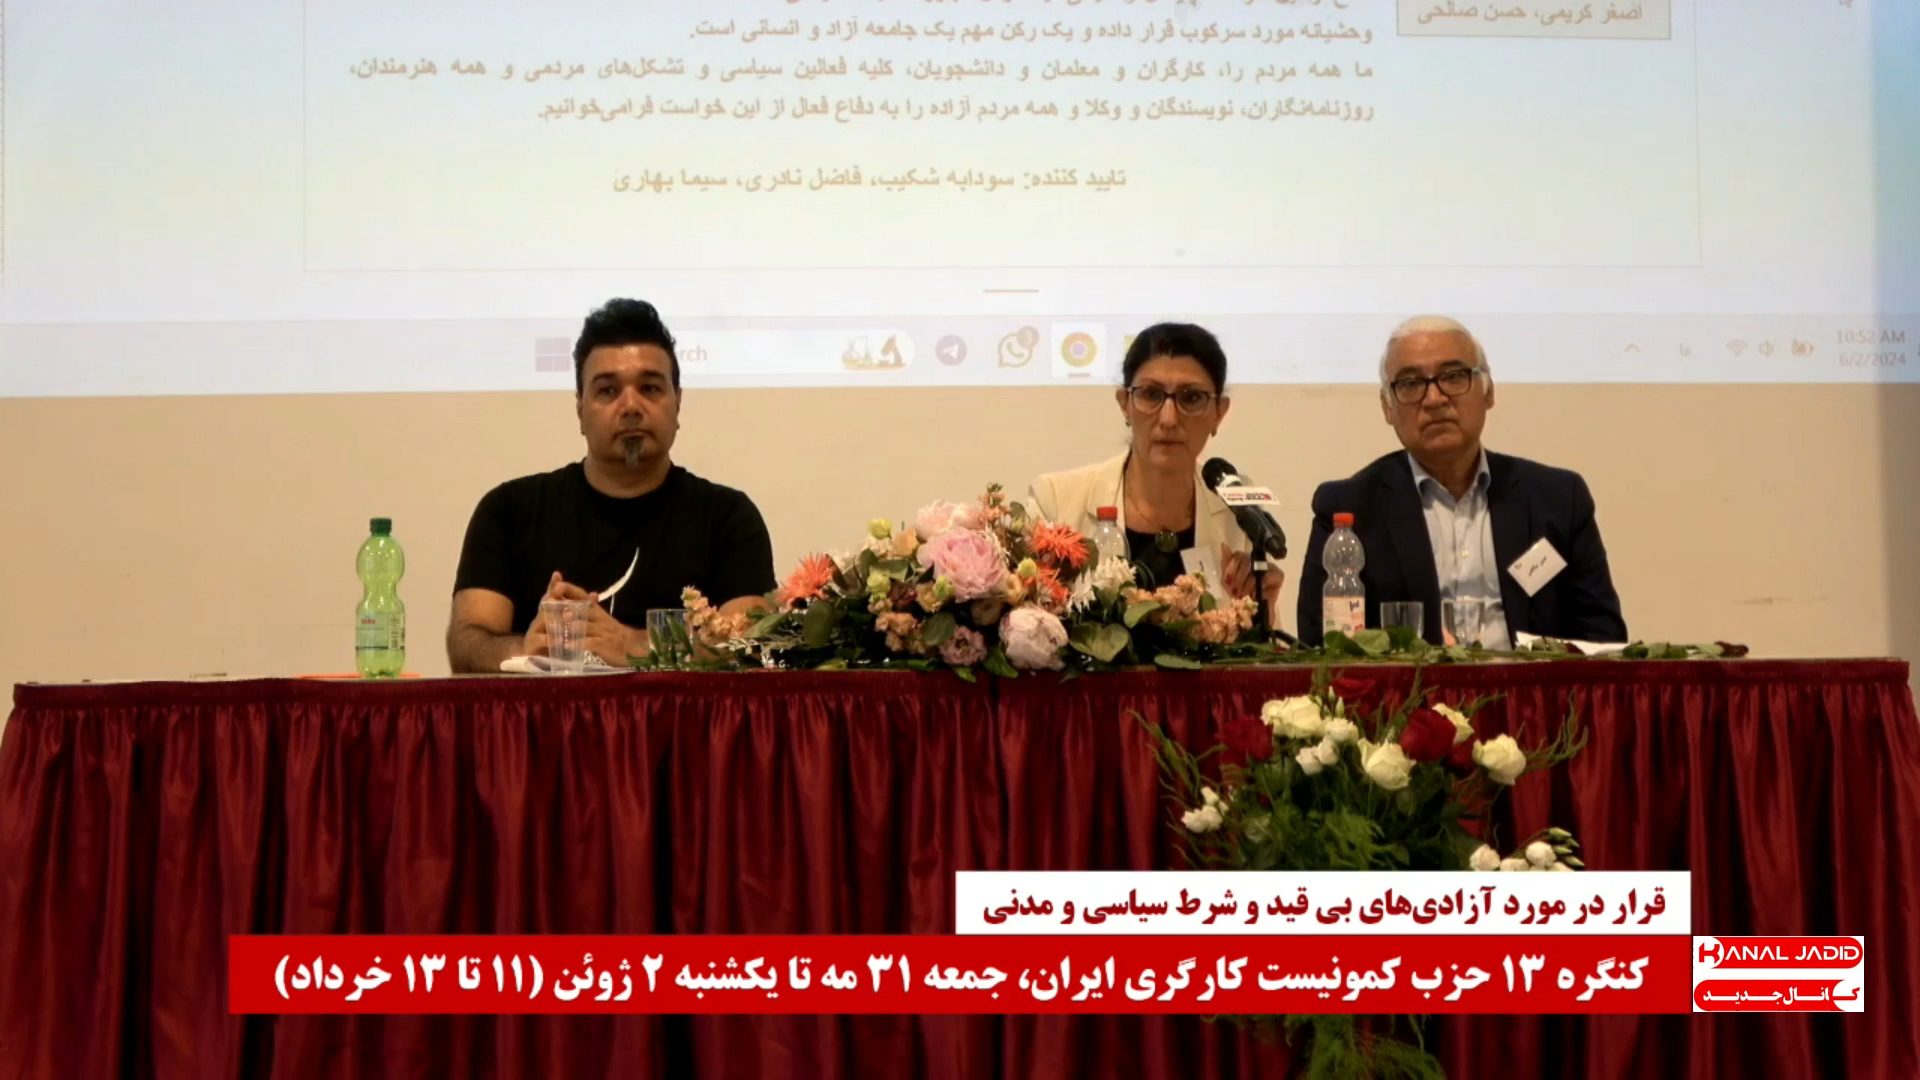 اصغر کریمی، حسن صالحی
وحشیانه مورد سرکوب قرار داده و یک رکن مهم یک جامعه آزاد و انسانی است.
ما همه مردم را، کارگران و معلمان و دانشجویان، کلیه فعالین سیاسی و تشکل‌های مردمی و همه هنرمندان،
روزنامه‌نگاران، نویسندگان و وکلا و همه مردم آزاده را به دفاع فعال از این خواست فرامی‌خوانیم.
تایید کننده: سودابه شکیب، فاضل نادری، سیما بهاری
rch
10:52 AM
6/2/2024
قرار در مورد آزادی‌های بی قید و شرط سیاسی و مدنی
کنگره ۱۳ حزب کمونیست کارگری ایران، جمعه ۳۱ مه تا یکشنبه ۲ ژوئن (۱۱ تا ۱۳ خرداد)
KANAL JADID
کانال جدید